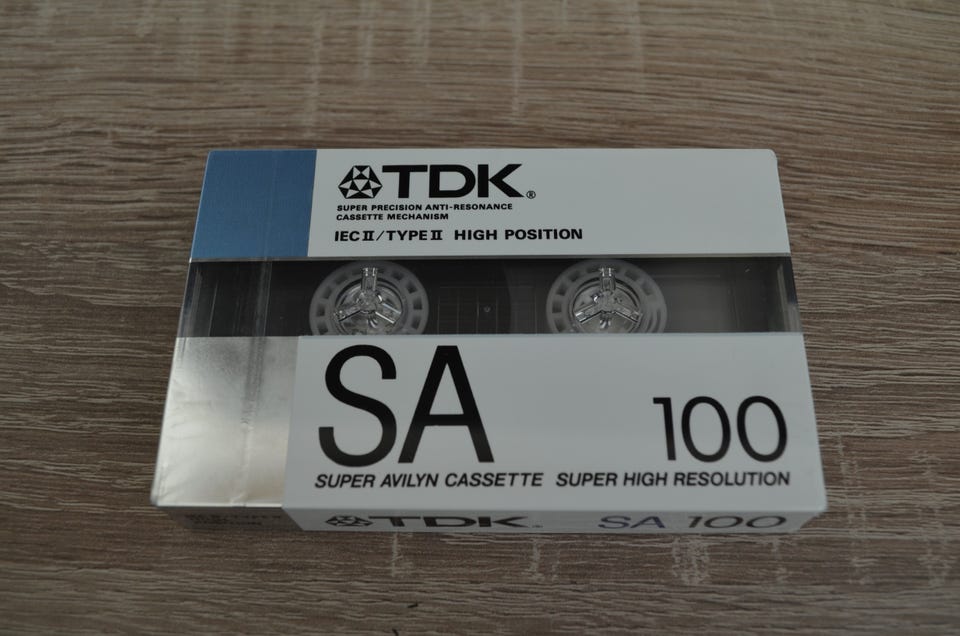 TDK®
SUPER PRECISION ANTI-RESONANCE
CASSETTE MECHANISM
IEC II/TYPE II HIGH POSITION
SA 100
SUPER AVILYN CASSETTE SUPER HIGH RESOLUTION
TDK® SA 100